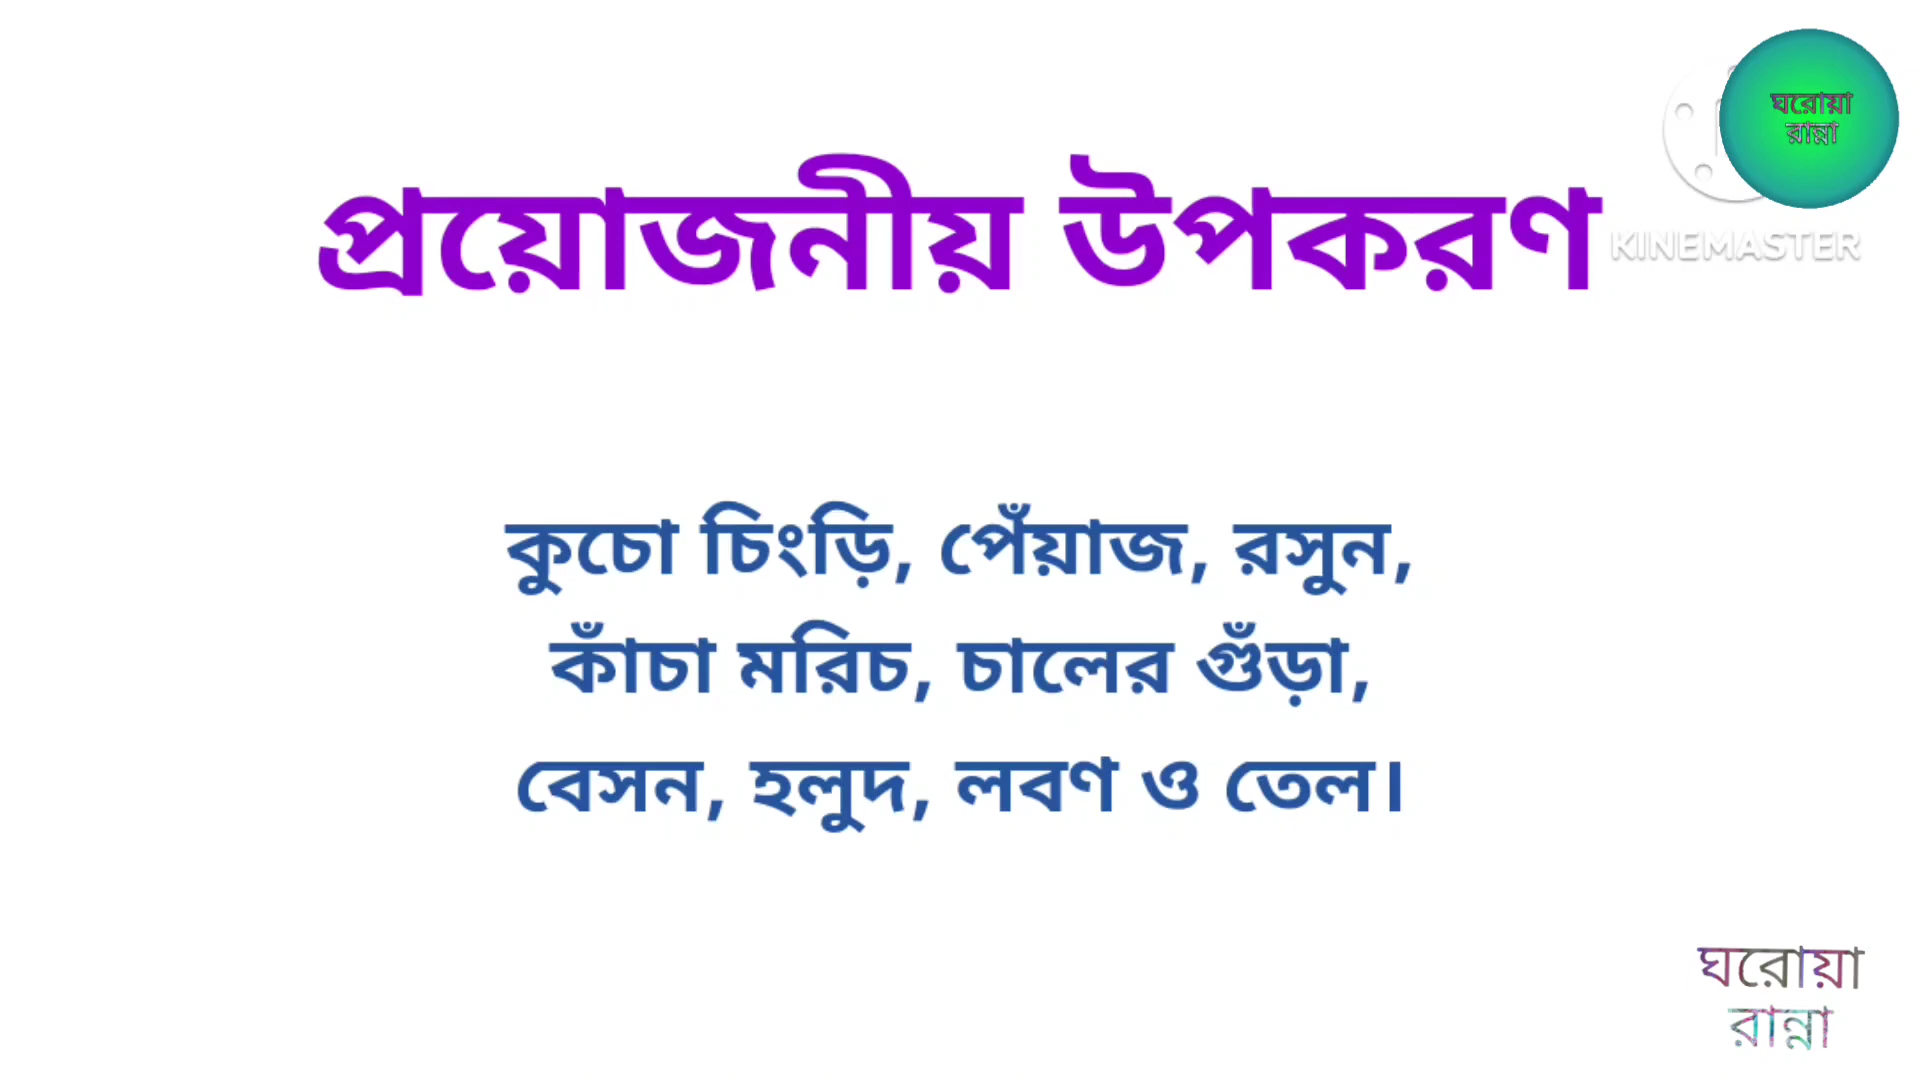 ঘরোয়া
রান্না
প্রয়োজনীয় উপকরণ
KINEMASTER
কুচো চিংড়ি, পেঁয়াজ, রসুন,
কাঁচা মরিচ, চালের গুঁড়া,
বেসন, হলুদ, লবণ ও তেল।
ঘরোয়া
রান্না